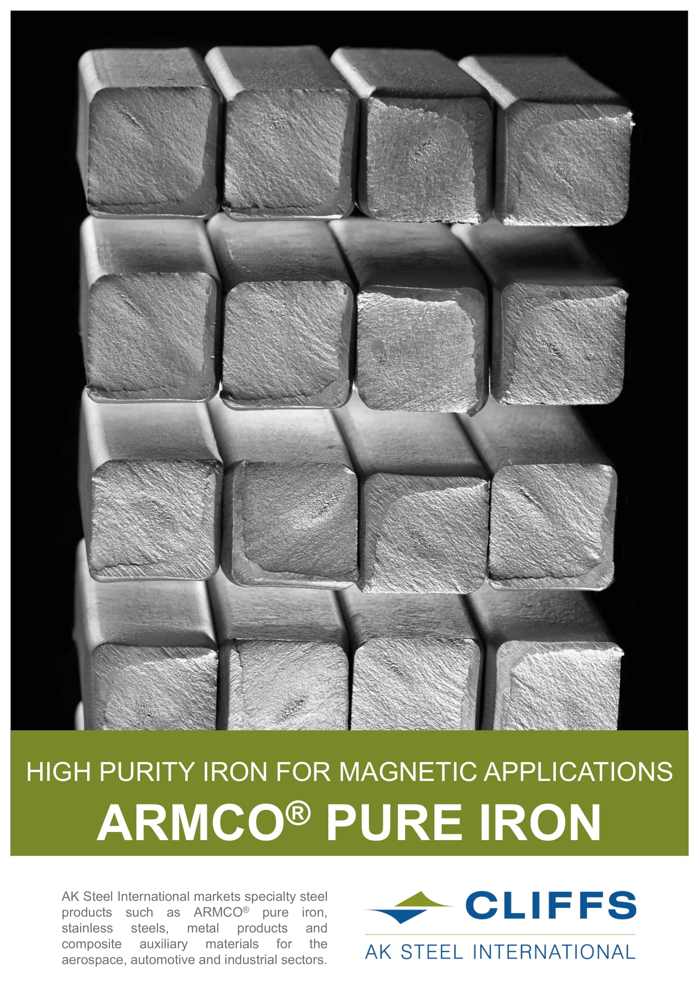 HIGH PURITY IRON FOR MAGNETIC APPLICATIONS
ARMCO® PURE IRON
AK Steel International markets specialty steel
products such as ARMCO® pure iron,
stainless steels, metal products and
composite auxiliary materials for the
aerospace, automotive and industrial sectors.
CLIFFS
AK STEEL INTERNATIONAL